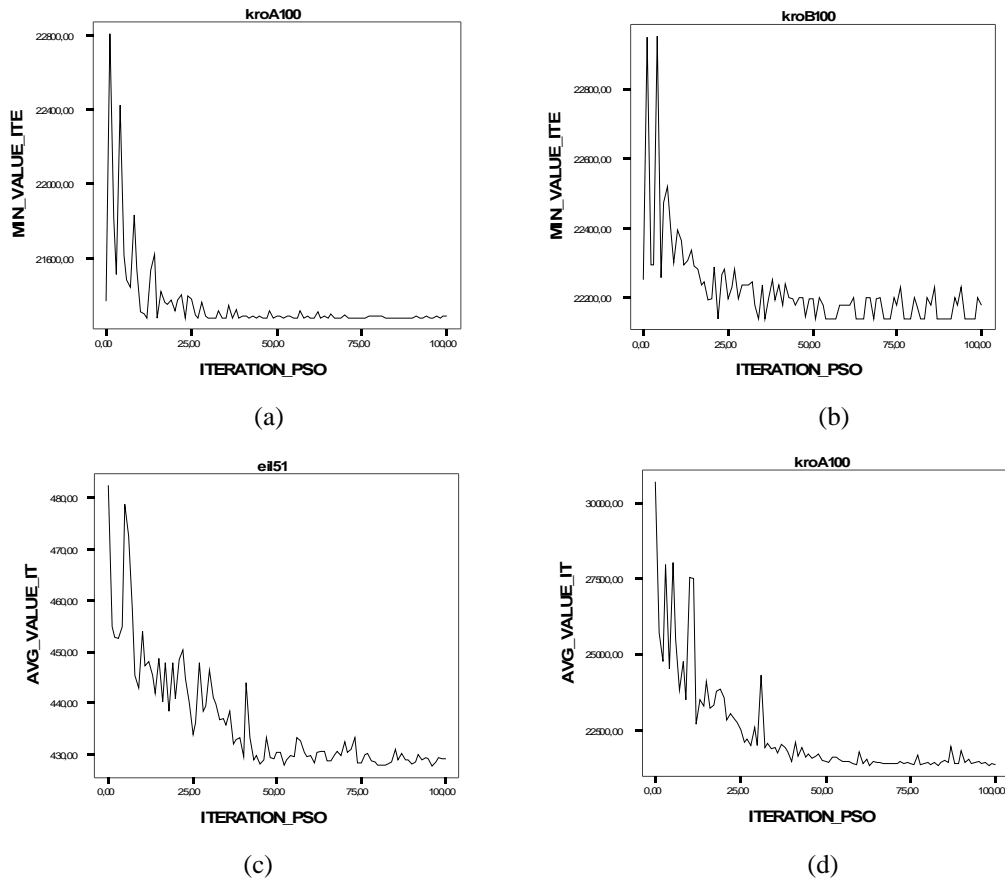 kroA100
22800,00
22400,00
22000,00
21600,00
MIN_VALUE_ITE
0,00 25,00 50,00 75,00 100,00
ITERATION_PSO
(a)
kroB100
22800,00
22600,00
22400,00
22200,00
MIN_VALUE_ITE
0,00 25,00 50,00 75,00 100,00
ITERATION_PSO
(b)
eil51
480,00
470,00
460,00
450,00
440,00
430,00
AVG_VALUE_IT
0,00 25,00 50,00 75,00 100,00
ITERATION_PSO
(c)
kroA100
30000,00
27500,00
25000,00
22500,00
AVG_VALUE_IT
0,00 25,00 50,00 75,00 100,00
ITERATION_PSO
(d)